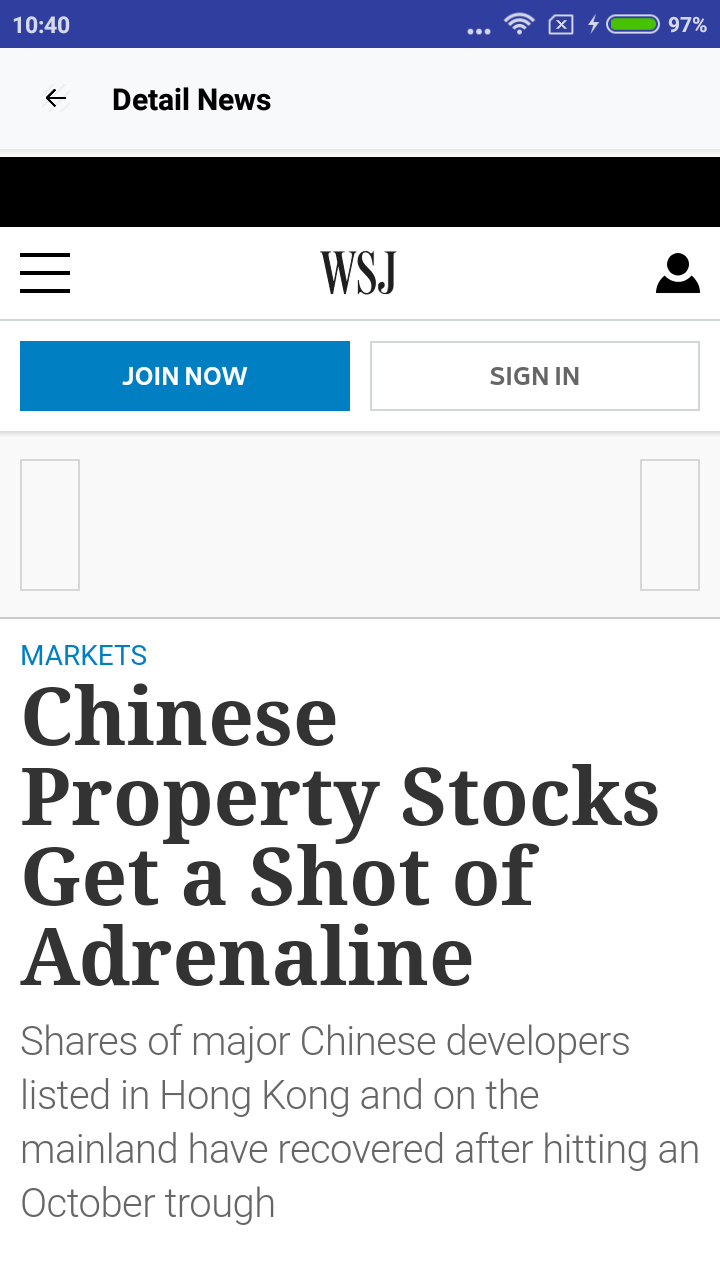 10:40
... 97%
Detail News
WSJ
JOIN NOW
SIGN IN
MARKETS
Chinese
Property Stocks
Get a Shot of
Adrenaline
Shares of major Chinese developers
listed in Hong Kong and on the
mainland have recovered after hitting an
October trough